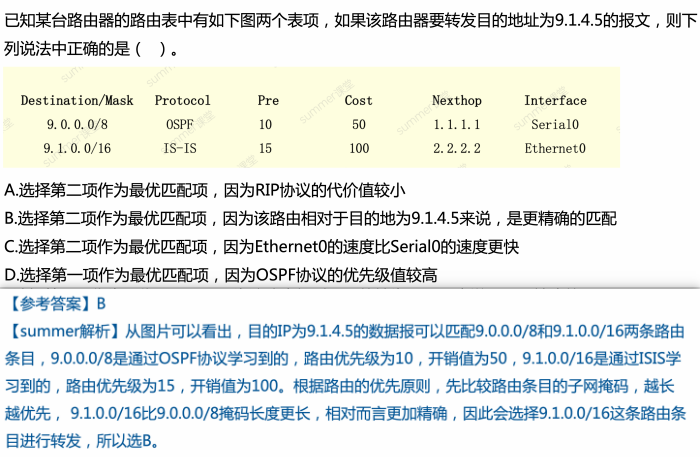 已知某台路由器的路由表中有如下图两个表项，如果该路由器要转发目的地址为9.1.4.5的报文，则下
列说法中正确的是（　）。
Destination/Mask Protocol Pre Cost Nexthop Interface
9.0.0.0/8 OSPF 10 50 1.1.1.1 Serial0
9.1.0.0/16 IS-IS 15 100 2.2.2.2 Ethernet0
A.选择第二项作为最优匹配项，因为RIP协议的代价值较小
B.选择第二项作为最优匹配项，因为该路由相对于目的地为9.1.4.5来说，是更精确的匹配
C.选择第二项作为最优匹配项，因为Ethernet0的速度比Serial0的速度更快
D.选择第一项作为最优匹配项，因为OSPF协议的优先级值较高
【参考答案】B
【summer解析】从图片可以看出，目的IP为9.1.4.5的数据报可以匹配9.0.0.0/8和9.1.0.0/16两条路由
条目，9.0.0.0/8是通过OSPF协议学习到的，路由优先级为10，开销值为50，9.1.0.0/16是通过ISIS学
习到的，路由优先级为15，开销值为100。根据路由的优先原则，先比较路由条目的子网掩码，越长
越优先， 9.1.0.0/16比9.0.0.0/8掩码长度更长，相对而言更加精确，因此会选择9.1.0.0/16这条路由条
目进行转发，所以选B。